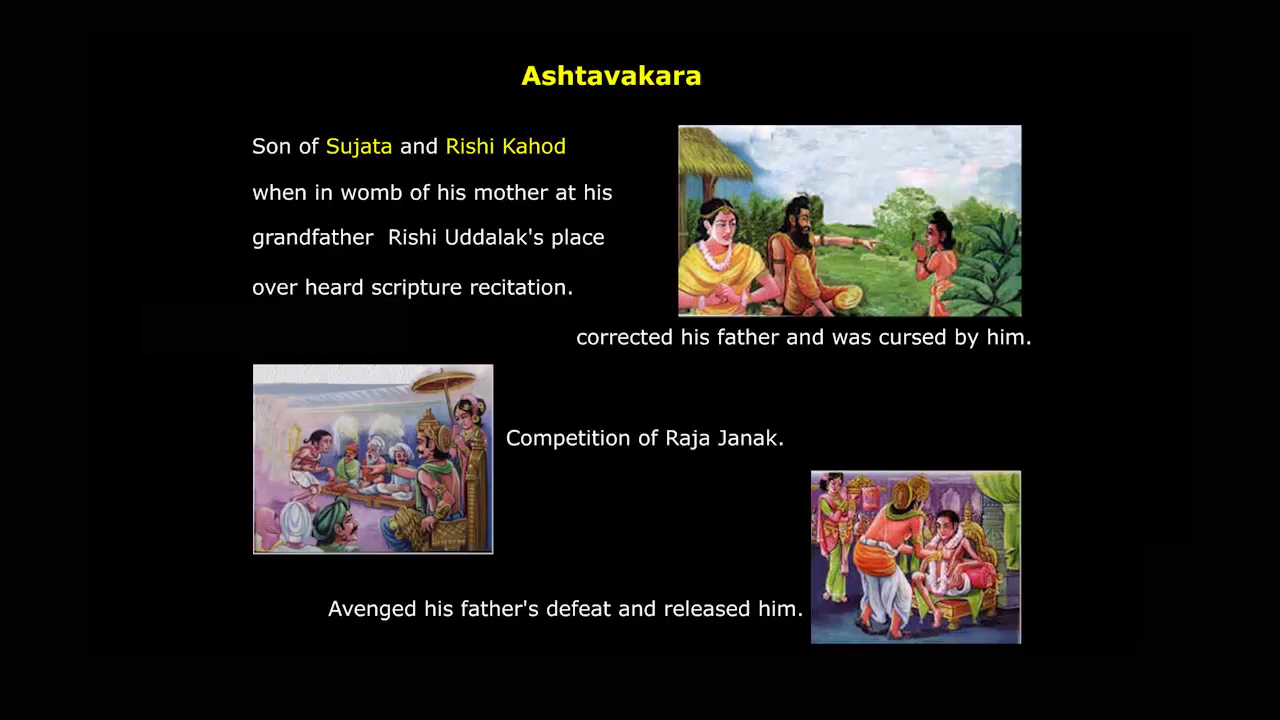 Ashtavakara
Son of Sujata and Rishi Kahod
when in womb of his mother at his
grandfather Rishi Uddalak's place
over heard scripture recitation.
corrected his father and was cursed by him.
Competition of Raja Janak.
Avenged his father's defeat and released him.